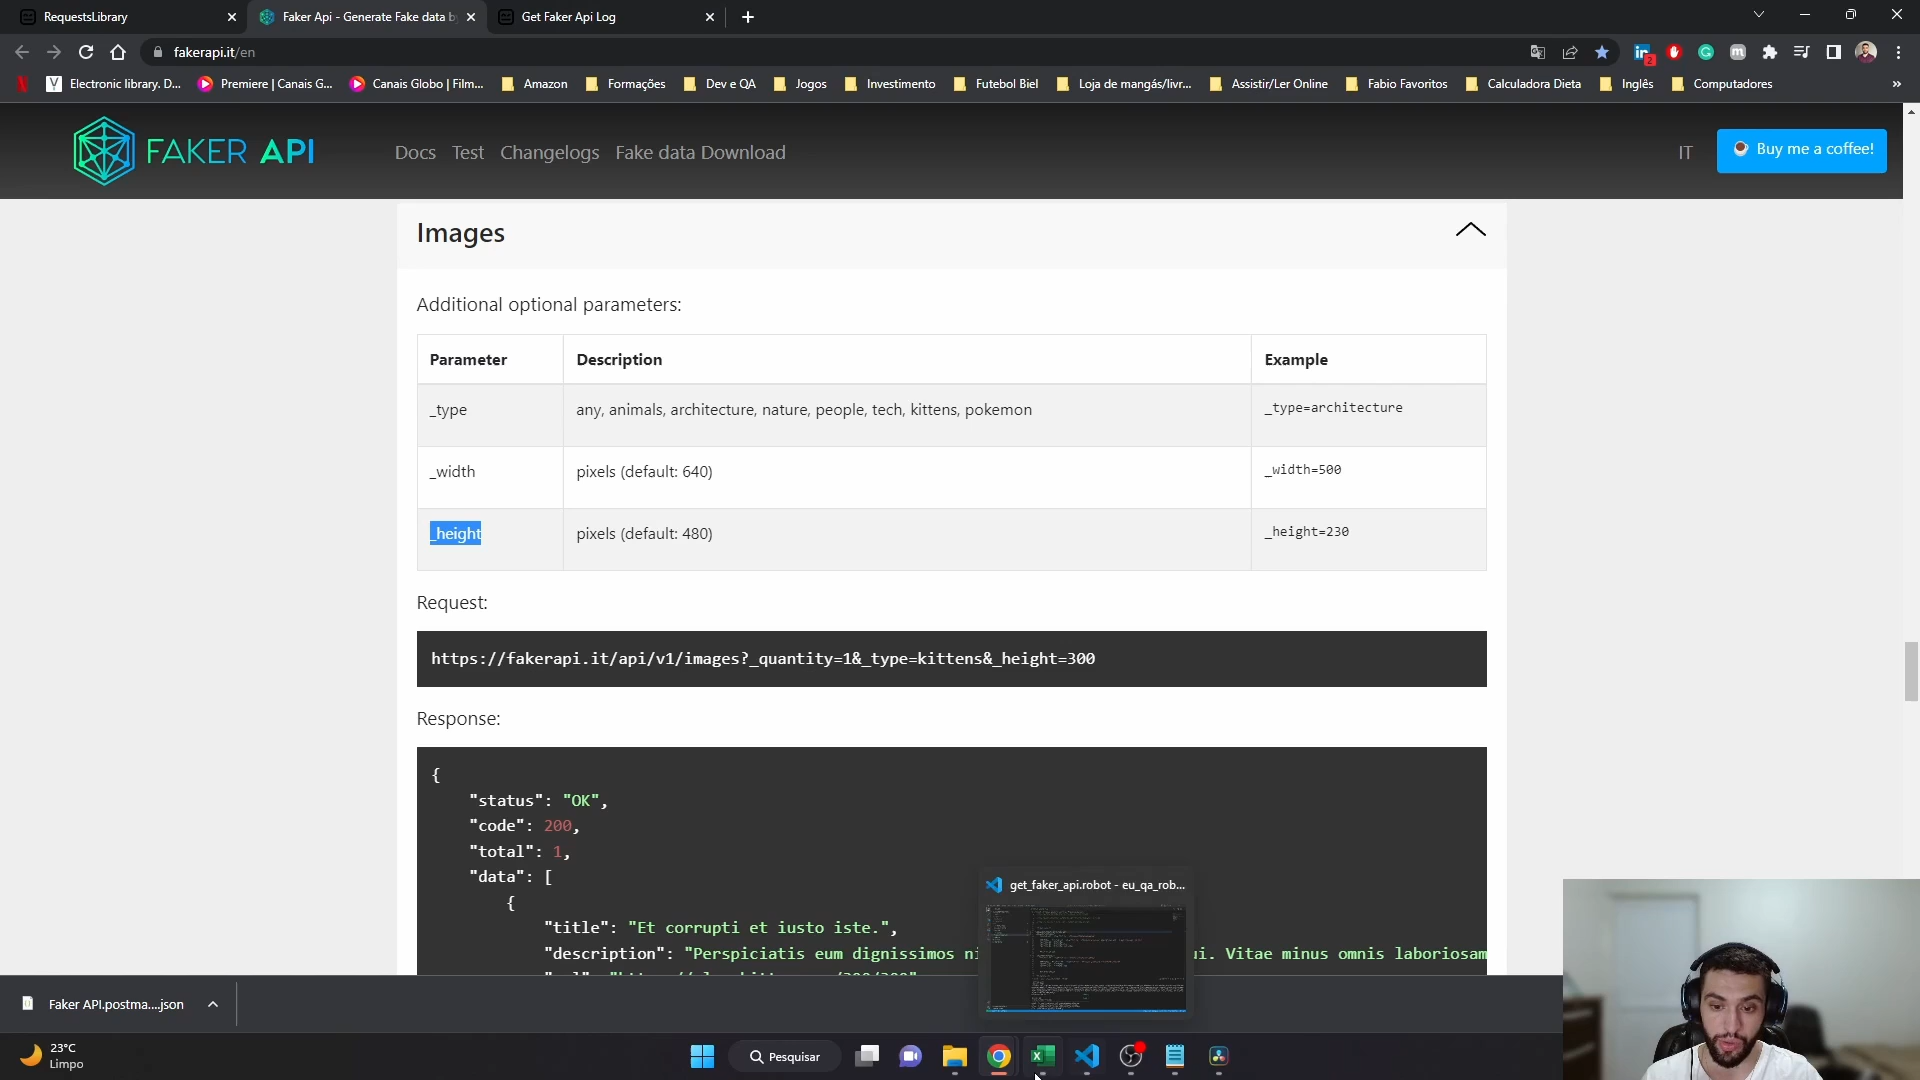 RequestsLibrary
Faker Api - Generate Fake data b
Get Faker Api Log
fakerapi.it/en
2
Electronic library. D...
Premiere | Canais G...
Canais Globo | Film...
Amazon
Formações
Dev e QA
Jogos
Investimento
Futebol Biel
Loja de mangás/livr...
Assistir/Ler Online
Fabio Favoritos
Calculadora Dieta
Inglês
Computadores
»
FAKER API
Docs
Test
Changelogs
Fake data Download
IT
Buy me a coffee!
Images
Additional optional parameters:
Parameter Description Example
_type any, animals, architecture, nature, people, tech, kittens, pokemon _type=architecture
_width pixels (default: 640) _width=500
_height pixels (default: 480) _height=230
Request:
https://fakerapi.it/api/v1/images?_quantity=1&_type=kittens&_height=300
Response:
{
"status": "OK",
"code": 200,
"total": 1,
"data": [
{
"title": "Et corrupti et iusto iste.",
"description": "Perspiciatis eum dignissimos ni ui. Vitae minus omnis laboriosam
get_faker_api.robot - eu_qa_rob...
Faker API.postma....json
23°C
Limpo
Pesquisar